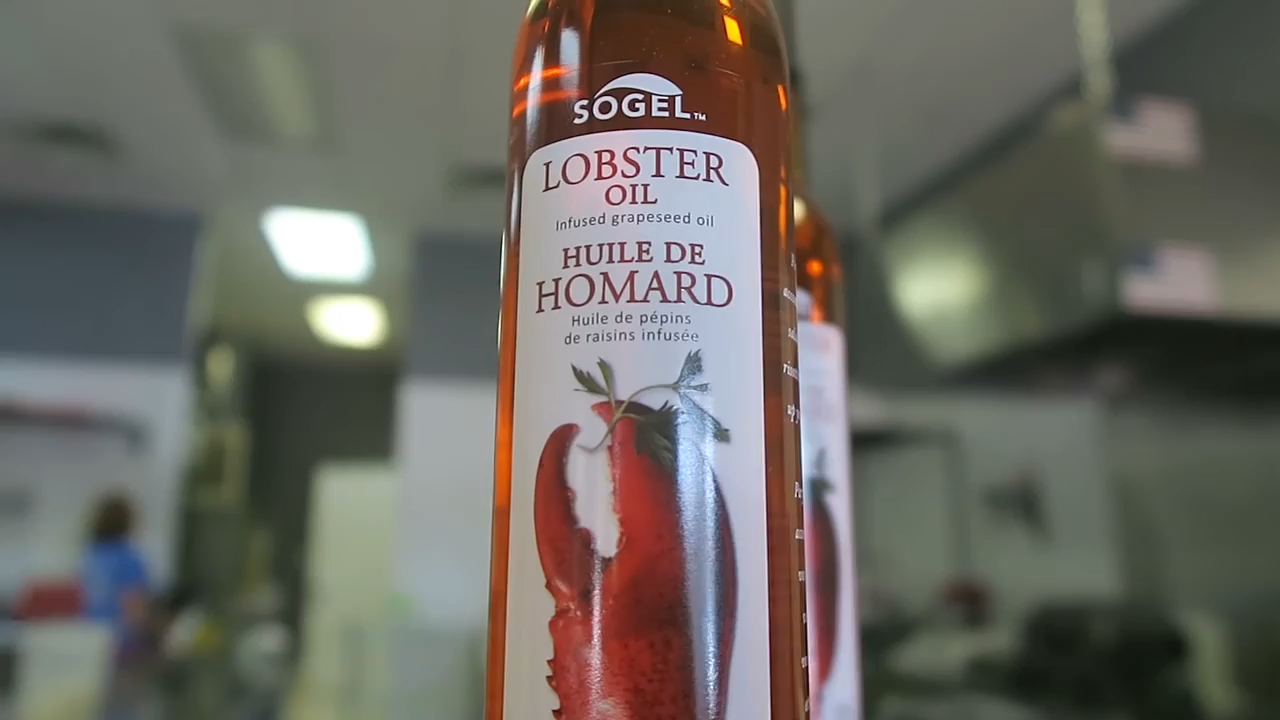 SOGEL™
LOBSTER
OIL
Infused grapeseed oil
HUILE DE
HOMARD
Huile de pépins
de raisins infusée